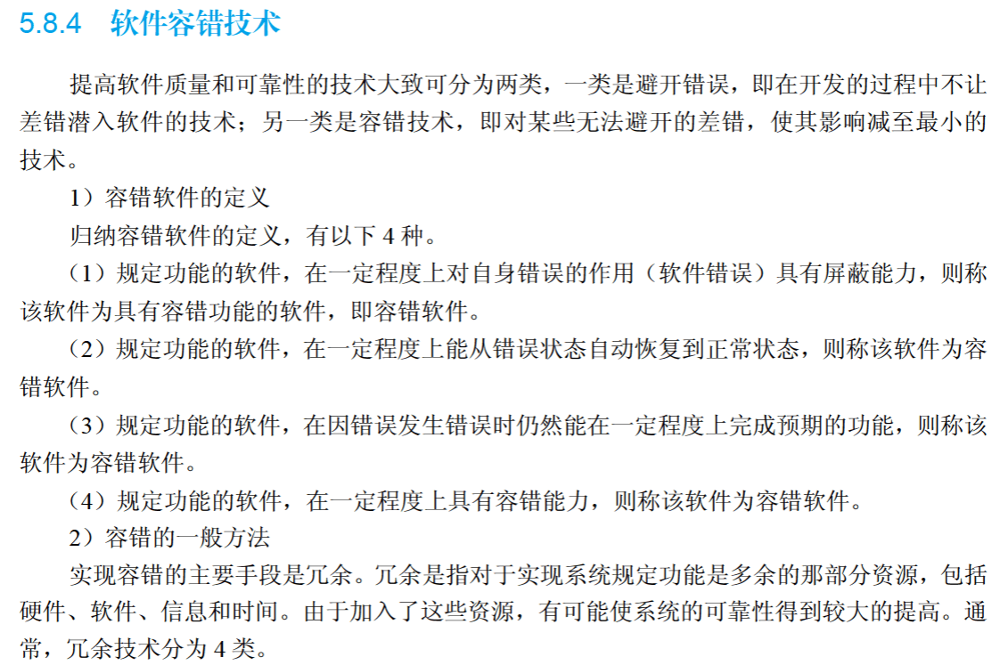 5.8.4 软件容错技术
提高软件质量和可靠性的技术大致可分为两类，一类是避开错误，即在开发的过程中不让
差错潜入软件的技术；另一类是容错技术，即对某些无法避开的差错，使其影响减至最小的
技术。
1）容错软件的定义
归纳容错软件的定义，有以下 4 种。
（1）规定功能的软件，在一定程度上对自身错误的作用（软件错误）具有屏蔽能力，则称
该软件为具有容错功能的软件，即容错软件。
（2）规定功能的软件，在一定程度上能从错误状态自动恢复到正常状态，则称该软件为容
错软件。
（3）规定功能的软件，在因错误发生错误时仍然能在一定程度上完成预期的功能，则称该
软件为容错软件。
（4）规定功能的软件，在一定程度上具有容错能力，则称该软件为容错软件。
2）容错的一般方法
实现容错的主要手段是冗余。冗余是指对于实现系统规定功能是多余的那部分资源，包括
硬件、软件、信息和时间。由于加入了这些资源，有可能使系统的可靠性得到较大的提高。通
常，冗余技术分为 4 类。